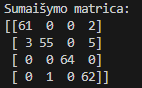 Sumaišymo matrica:
[[61  0  0  2]
 [ 3 55  0  5]
 [ 0  0 64  0]
 [ 0  1  0 62]]